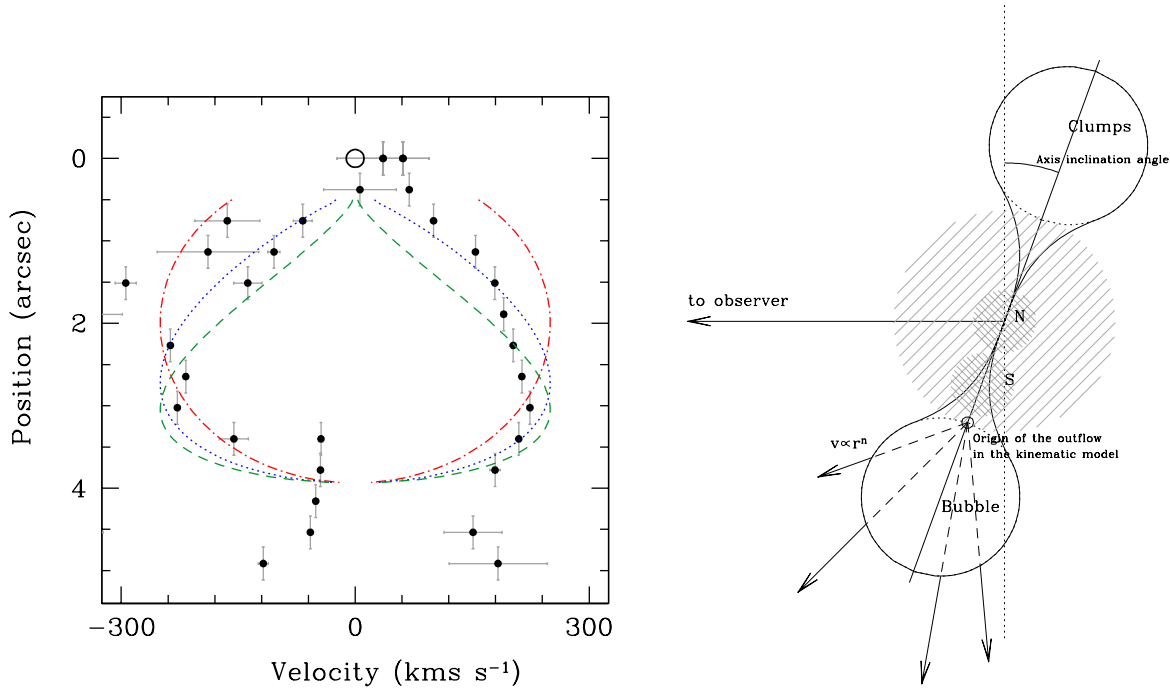 0
2
4
Position (arcsec)
−300
0
300
Velocity (kms s⁻¹)
Clumps
Axis inclination angle
to observer
N
S
v∝rⁿ
Origin of the outflow
in the kinematic model
Bubble